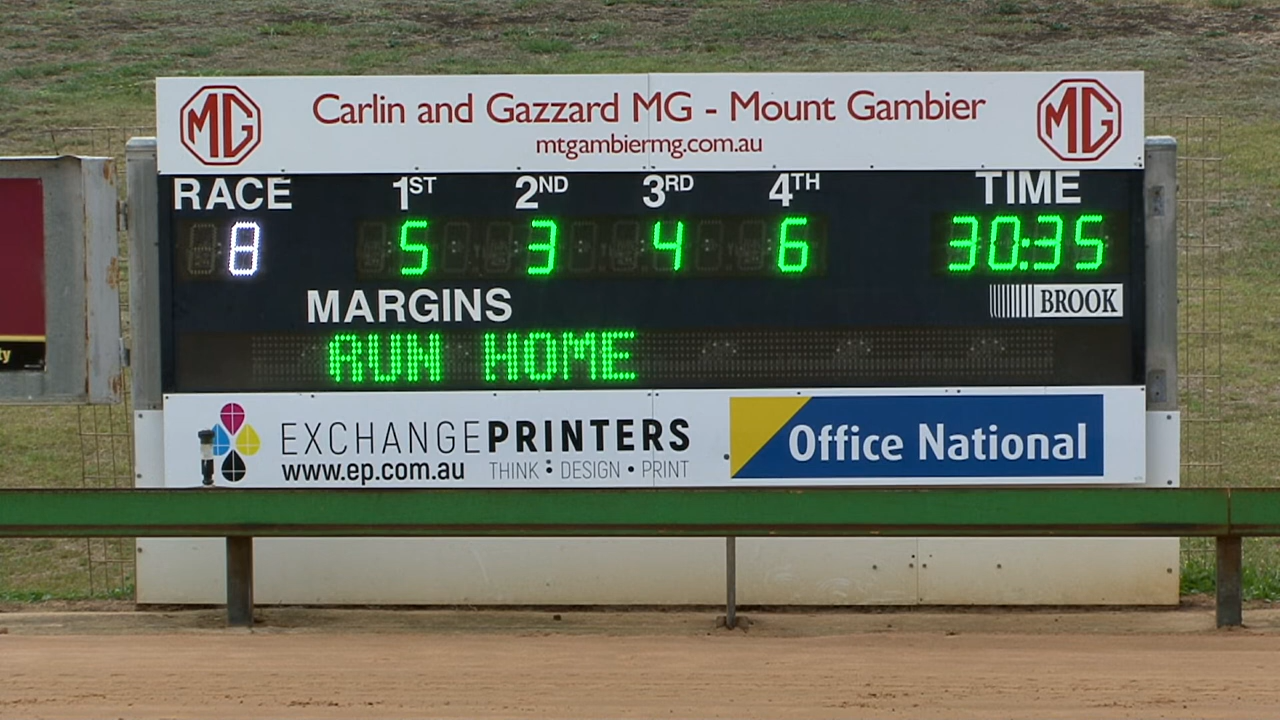 MG Carlin and Gazzard MG - Mount Gambier MG
mtgambiermg.com.au
RACE 1ST 2ND 3RD 4TH TIME
8 5 3 4 6 30:35
MARGINS BROOK
RUN HOME
EXCHANGEPRINTERS Office National
www.ep.com.au THINK : DESIGN • PRINT
ty